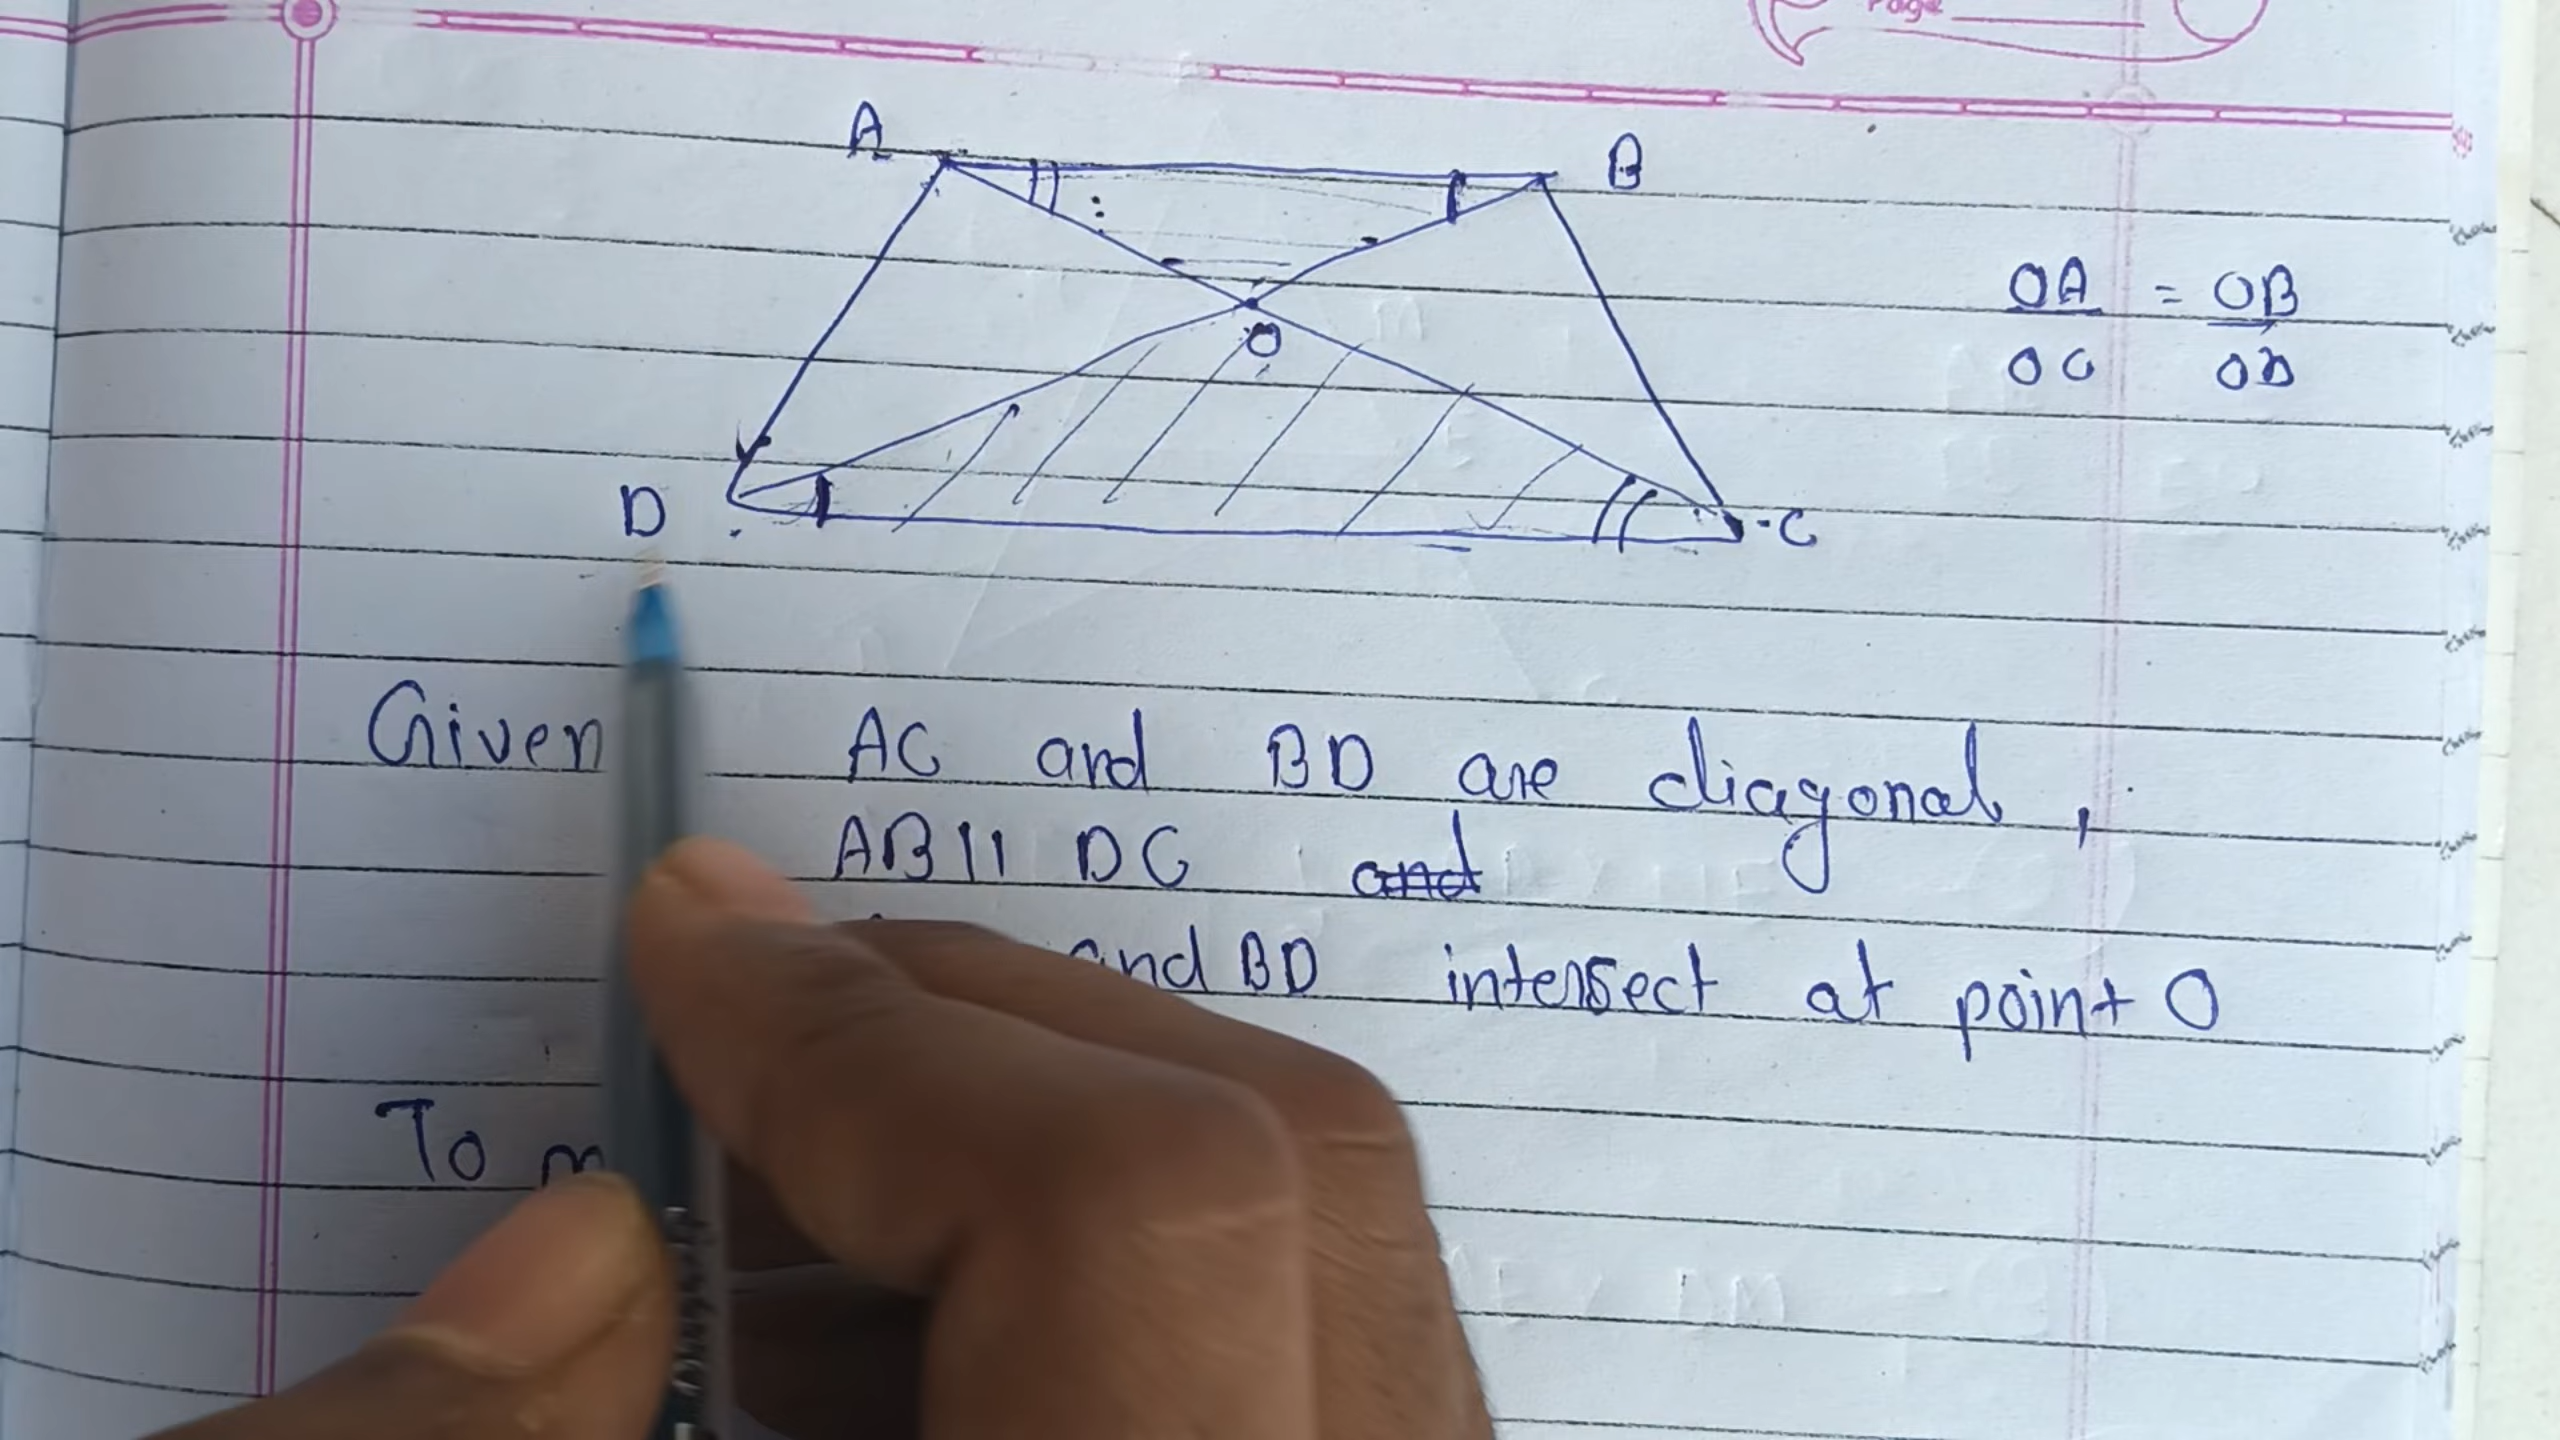 Page
A
B
OA = OB
OC OD
O
D
C
Given AC and BD are diagonal,
AB || DC and
and BD intersect at point O
To